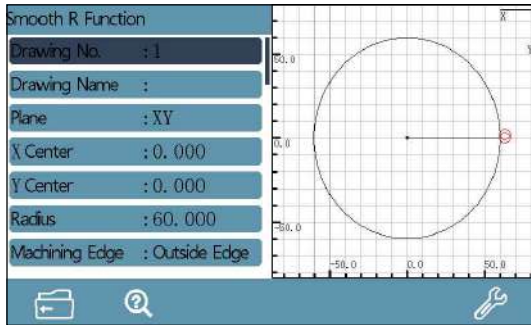 Smooth R Function
Drawing No. :1
Drawing Name :
Plane :XY
X Center :0.000
Y Center :0.000
Radius :60.000
Machining Edge :Outside Edge
X
Y
50.0
0.0
-50.0
-50.0 0.0 50.0